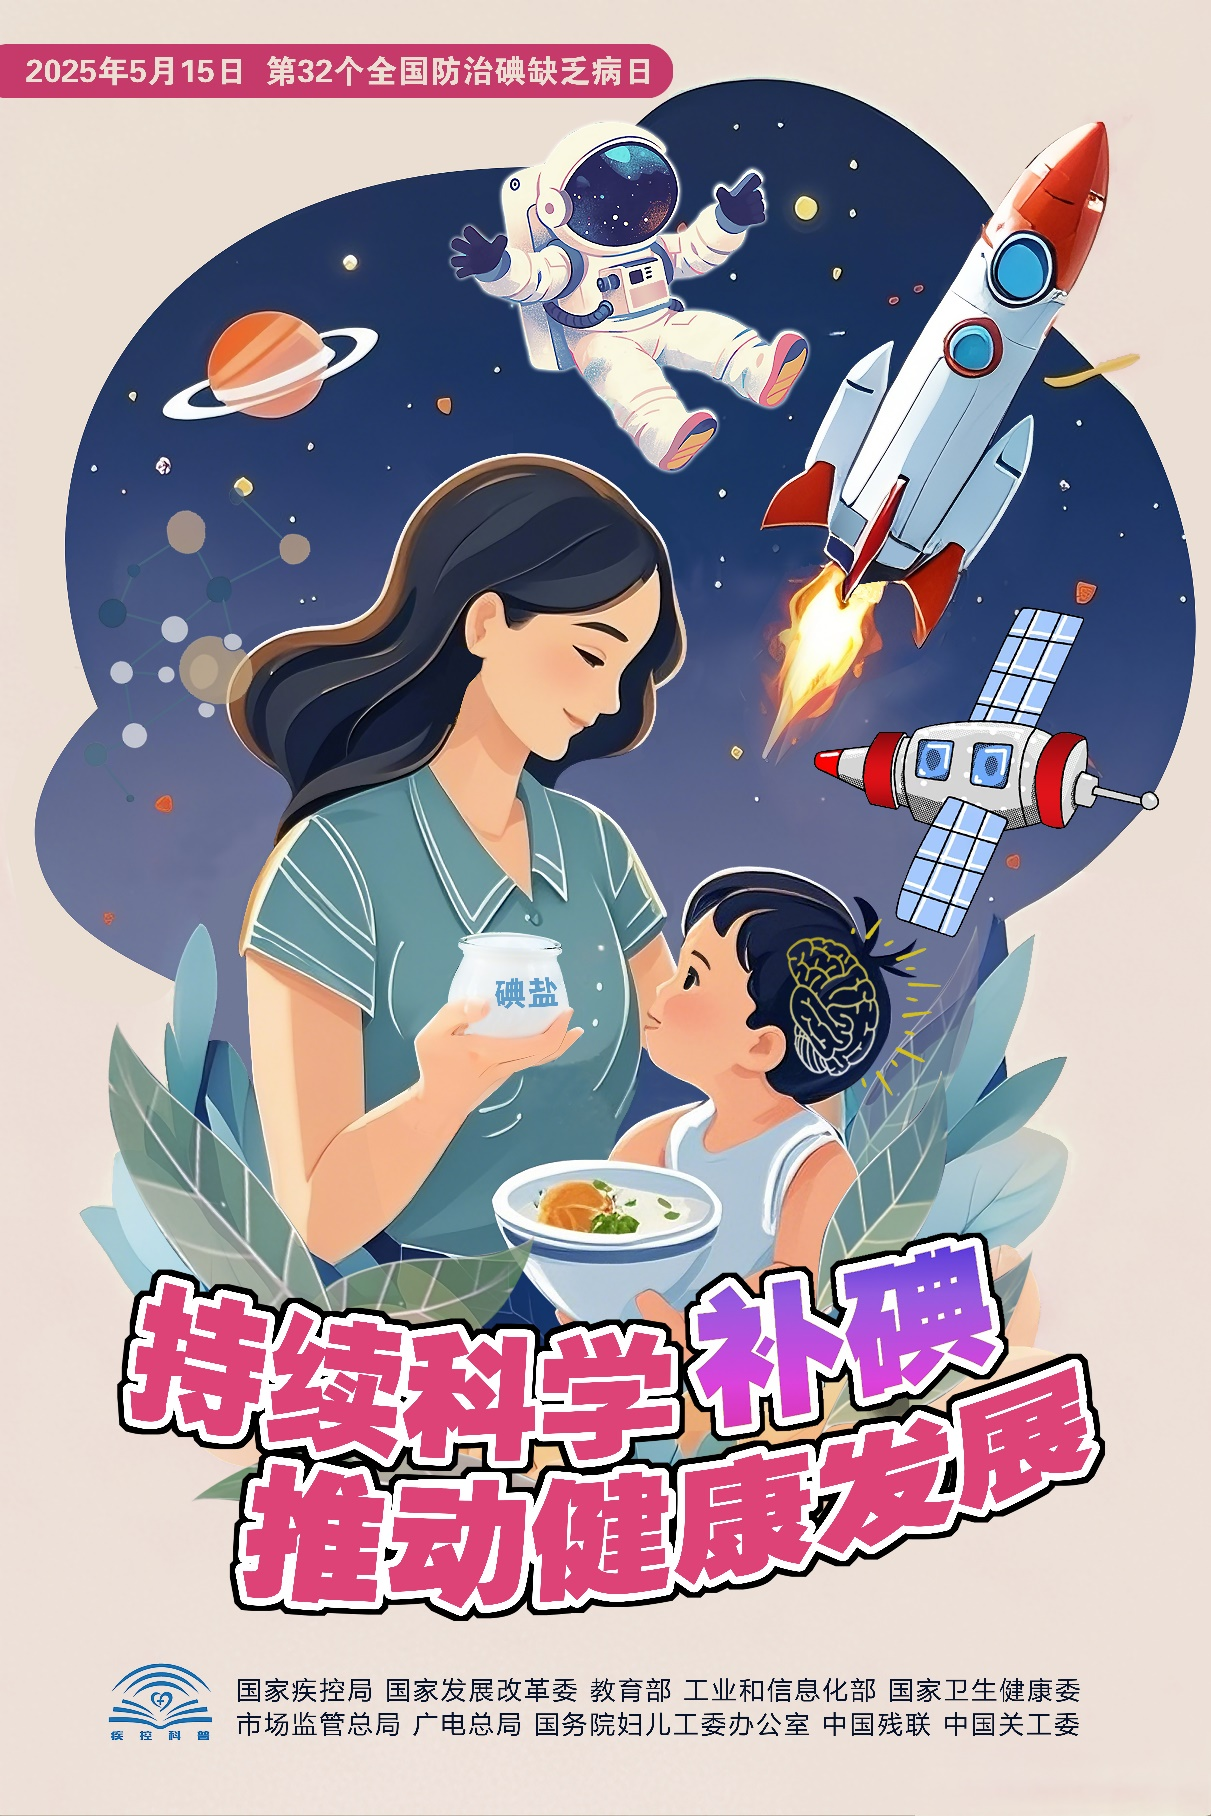 2025年5月15日 第32个全国防治碘缺乏病日
碘盐
持续科学补碘
推动健康发展
国家疾控局 国家发展改革委 教育部 工业和信息化部 国家卫生健康委
市场监管总局 广电总局 国务院妇儿工委办公室 中国残联 中国关工委
疾控科普